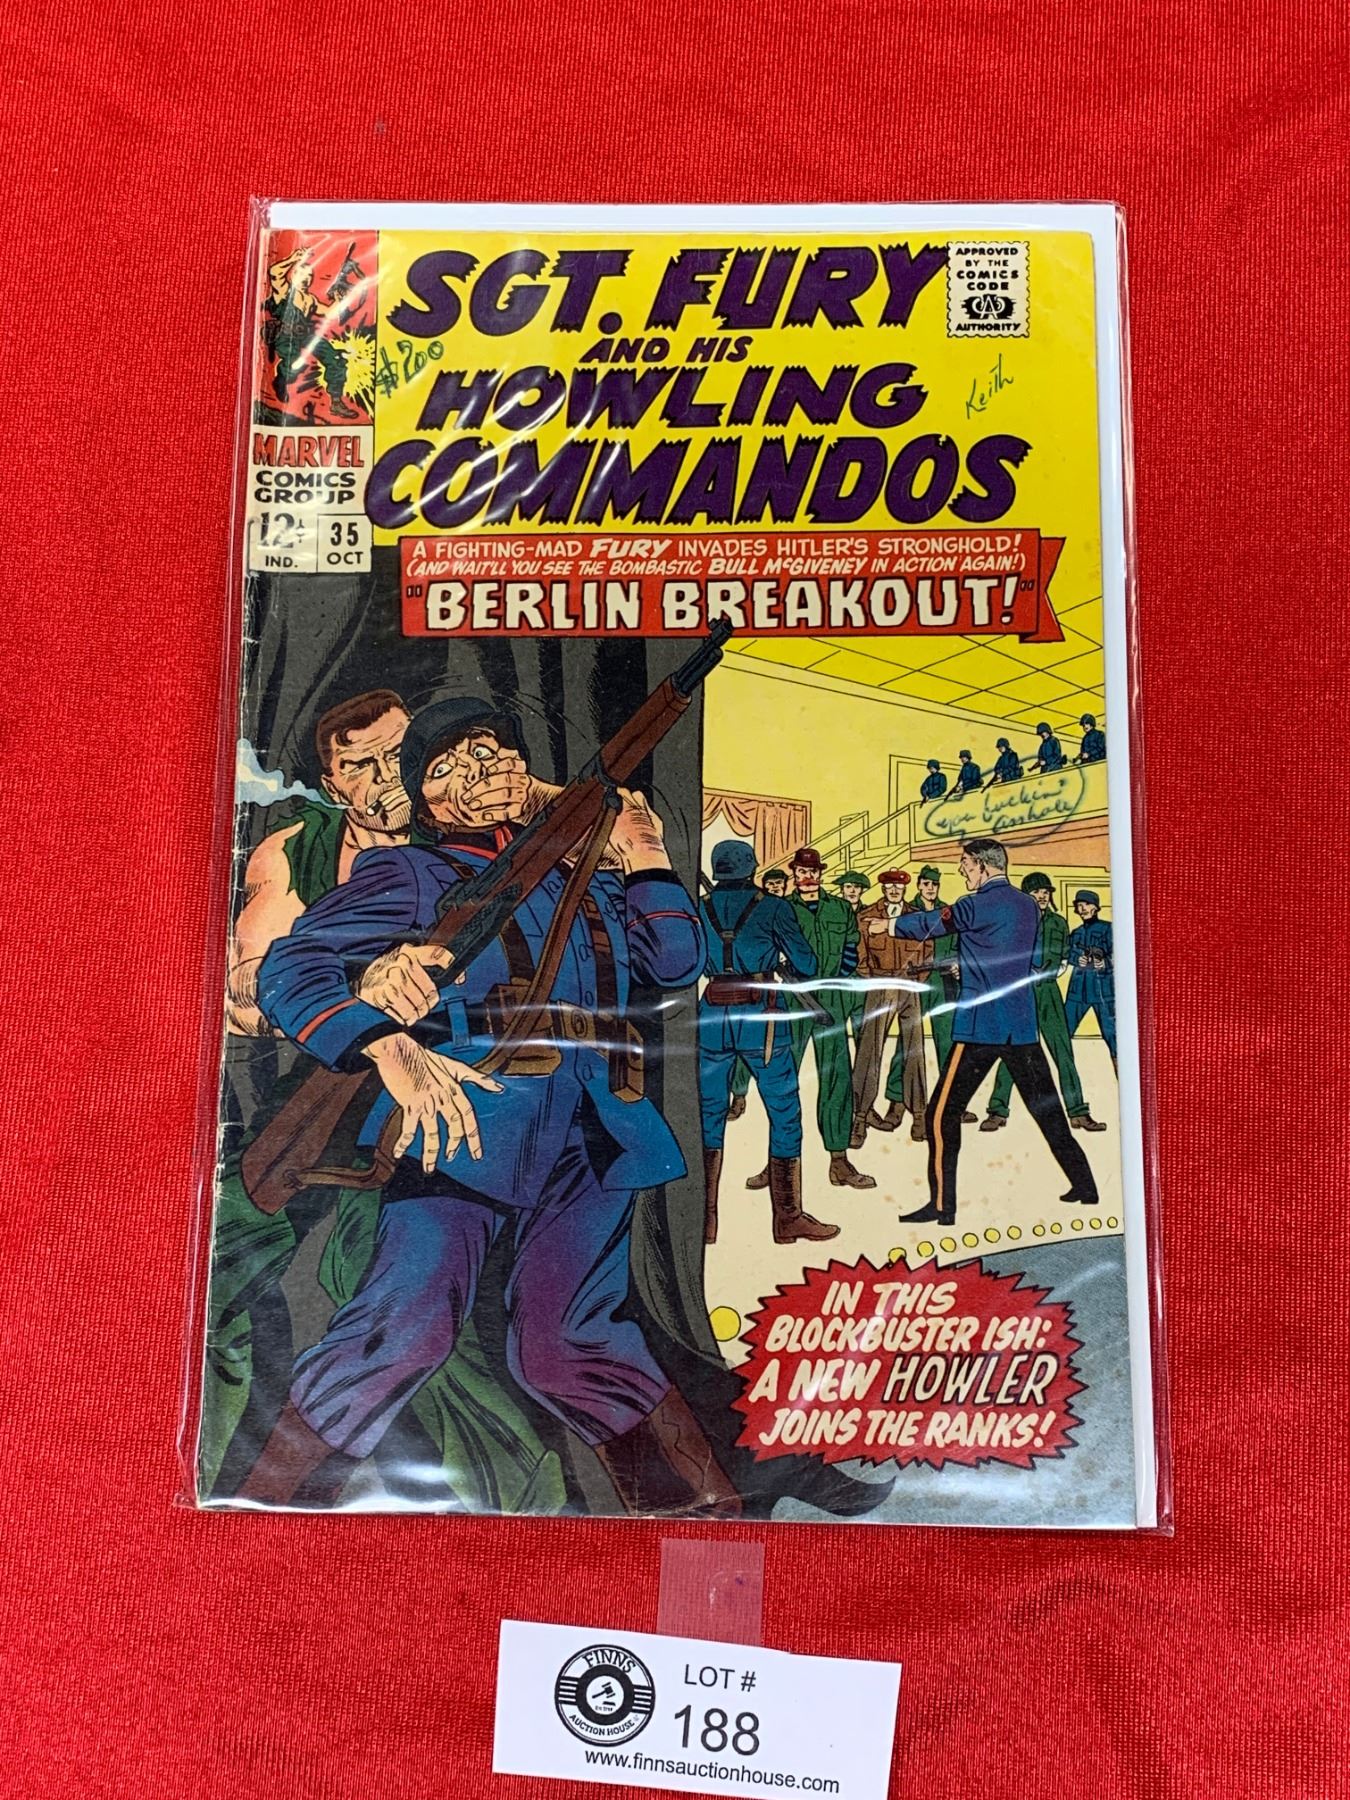 SGT. FURY
AND HIS
HOWLING
COMMANDOS
APPROVED
BY THE
COMICS
CODE
CA
AUTHORITY
$200
Keith
MARVEL
COMICS
GROUP
12¢
IND.
35
OCT
A FIGHTING-MAD FURY INVADES HITLER'S STRONGHOLD!
(AND WAIT'LL YOU SEE THE BOMBASTIC BULL McGIVENEY IN ACTION AGAIN!)
"BERLIN BREAKOUT!"
you fuckin'
asshole
IN THIS
BLOCKBUSTER ISH:
A NEW HOWLER
JOINS THE RANKS!
FINNS
AUCTION HOUSE
LOT #
188
www.finnsauctionhouse.com